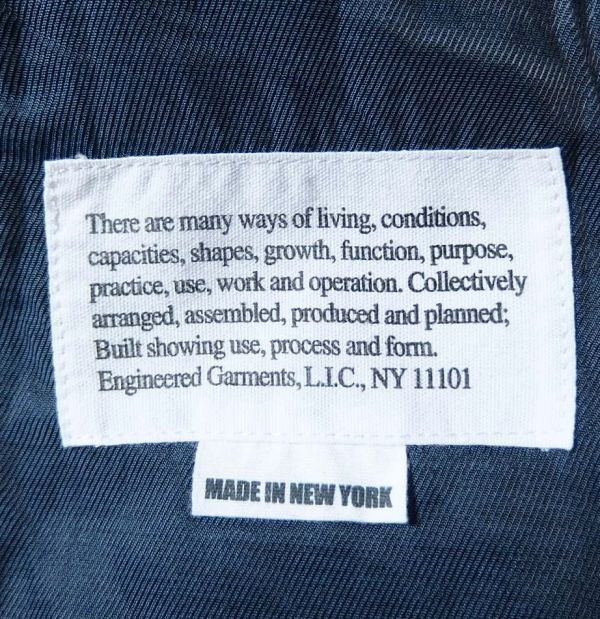 There are many ways of living, conditions,
capacities, shapes, growth, function, purpose,
practice, use, work and operation. Collectively
arranged, assembled, produced and planned;
Built showing use, process and form.
Engineered Garments, L.I.C., NY 11101
MADE IN NEW YORK